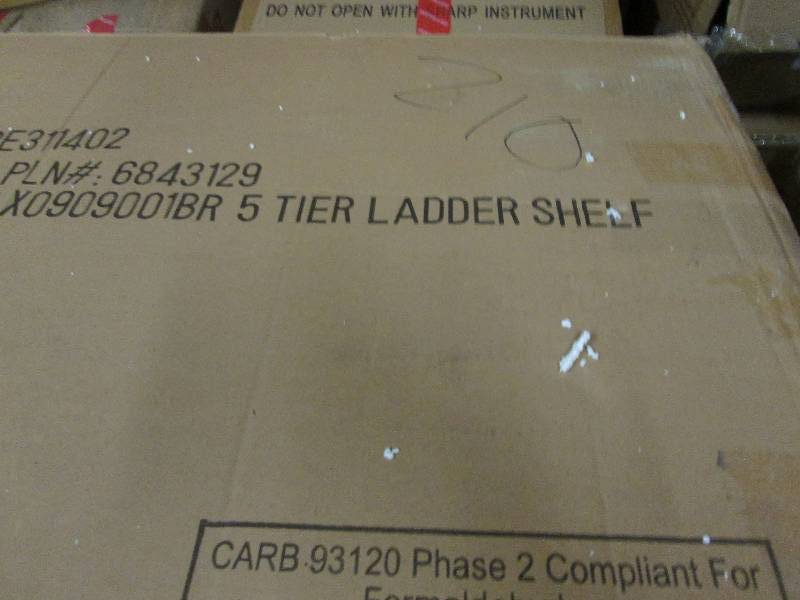 DO NOT OPEN WITH SHARP INSTRUMENT
E311402
PLN#: 6843129
X0909001BR 5 TIER LADDER SHELF
CARB 93120 Phase 2 Compliant For